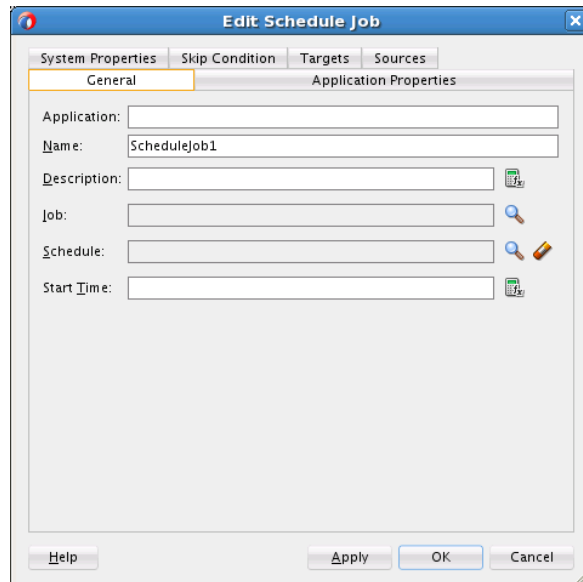 Edit Schedule Job
System Properties Skip Condition Targets Sources
General Application Properties
Application:
Name: ScheduleJob1
Description:
Job:
Schedule:
Start Time:
Help Apply OK Cancel